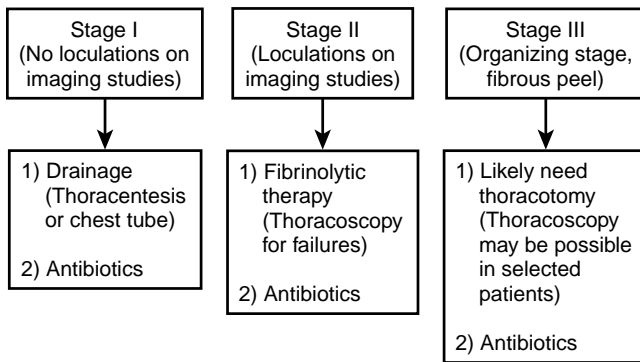 Stage I
(No loculations on
imaging studies)
Stage II
(Loculations on
imaging studies)
Stage III
(Organizing stage,
fibrous peel)
1) Drainage
(Thoracentesis
or chest tube)
2) Antibiotics
1) Fibrinolytic
therapy
(Thoracoscopy
for failures)
2) Antibiotics
1) Likely need
thoracotomy
(Thoracoscopy
may be possible
in selected
patients)
2) Antibiotics